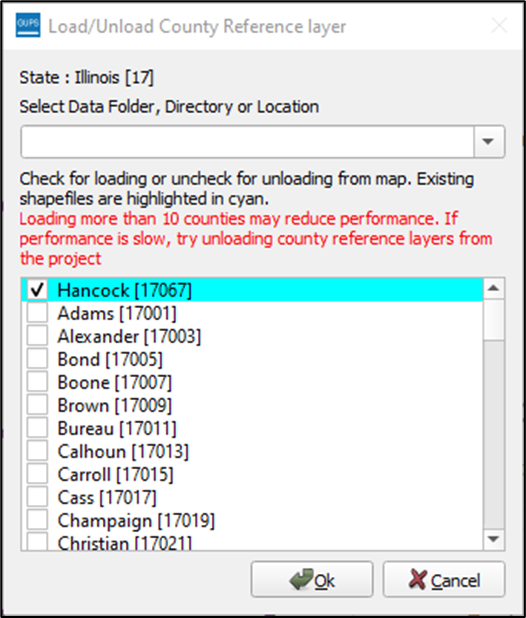 GUPS
Load/Unload County Reference layer
State : Illinois [17]
Select Data Folder, Directory or Location
Check for loading or uncheck for unloading from map. Existing
shapefiles are highlighted in cyan.
Loading more than 10 counties may reduce performance. If
performance is slow, try unloading county reference layers from
the project
Hancock [17067]
Adams [17001]
Alexander [17003]
Bond [17005]
Boone [17007]
Brown [17009]
Bureau [17011]
Calhoun [17013]
Carroll [17015]
Cass [17017]
Champaign [17019]
Christian [17021]
Ok
Cancel